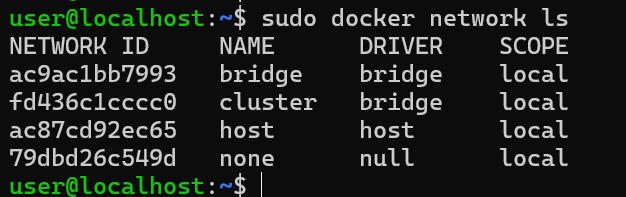 user@localhost:~$ sudo docker network ls
NETWORK ID     NAME      DRIVER    SCOPE
ac9ac1bb7993   bridge    bridge    local
fd436c1cccc0   cluster   bridge    local
ac87cd92ec65   host      host      local
79dbd26c549d   none      null      local
user@localhost:~$